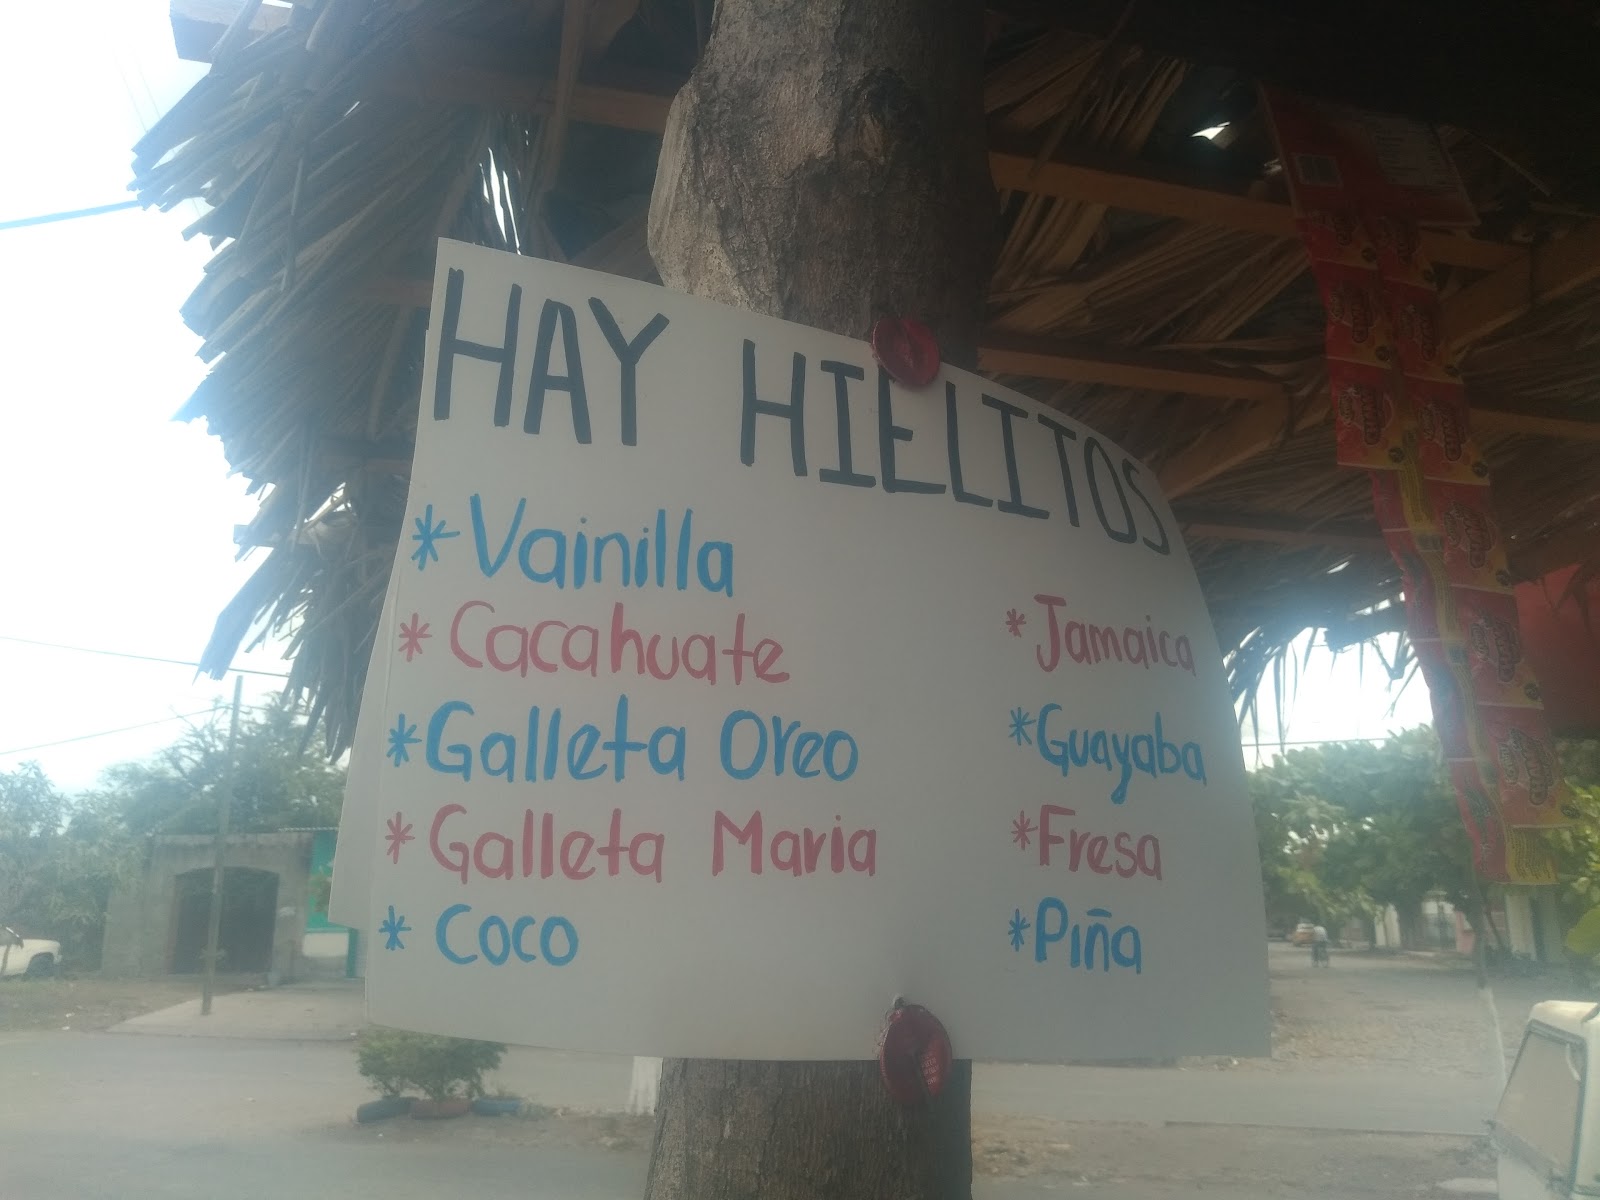 HAY HIELITOS
* Vainilla
* Cacahuate
* Galleta Oreo
* Galleta Maria
* Coco
* Jamaica
* Guayaba
* Fresa
* Piña